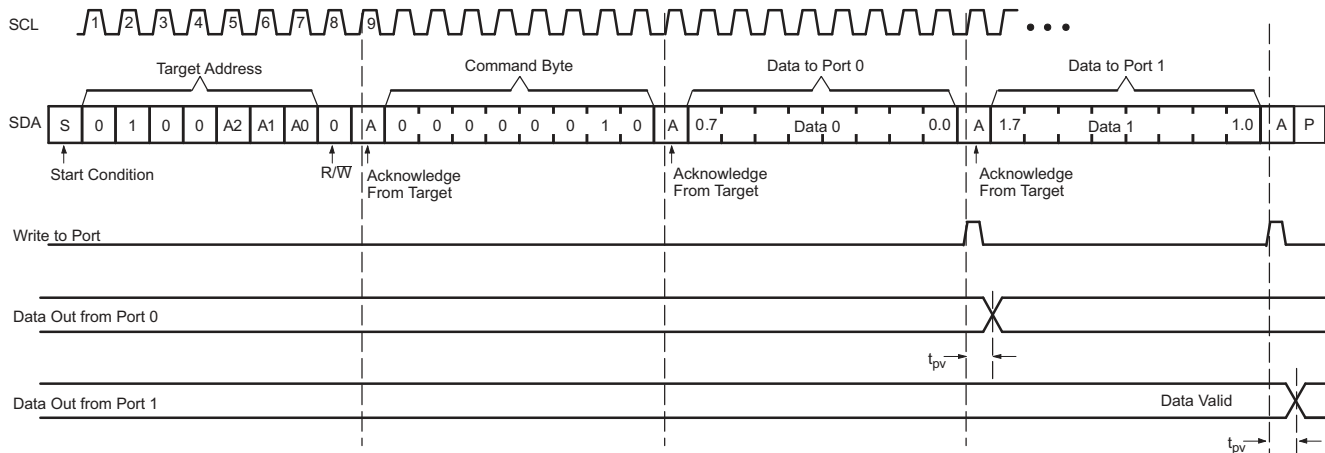 SCL 1 2 3 4 5 6 7 8 9 • • •
Target Address Command Byte Data to Port 0 Data to Port 1
SDA S 0 1 0 0 A2 A1 A0 0 A 0 0 0 0 0 0 1 0 A 0.7 Data 0 0.0 A 1.7 Data 1 1.0 A P
Start Condition R/W̅ Acknowledge From Target Acknowledge From Target Acknowledge From Target
Write to Port
Data Out from Port 0
tpv
Data Out from Port 1 Data Valid
tpv